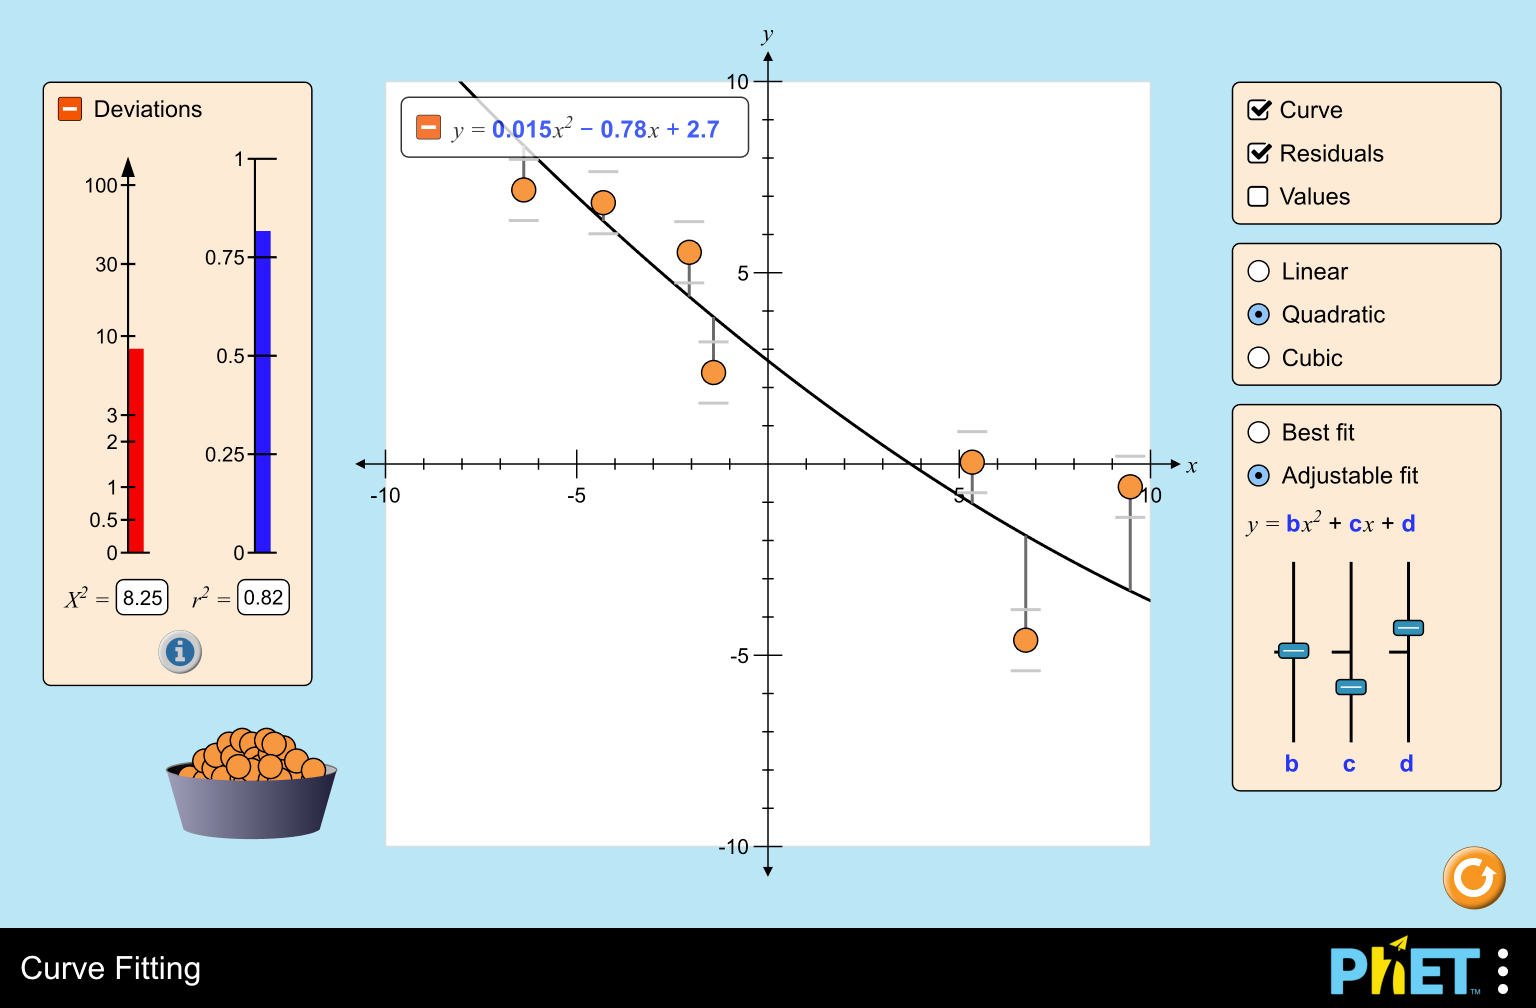 y
Deviations
100
30
10
3
2
1
0.5
0
1
0.75
0.5
0.25
0
X² = 8.25
r² = 0.82
y = 0.015x² − 0.78x + 2.7
10
5
-5
-10
-10
-5
5
10
x
Curve
Residuals
Values
Linear
Quadratic
Cubic
Best fit
Adjustable fit
y = bx² + cx + d
b c d
Curve Fitting
PhET™